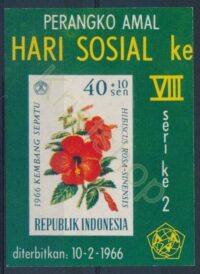 PERANGKO AMAL
HARI SOSIAL ke
VIII
seri ke 2
40+10
sen
1966 KEMBANG SEPATU
HIBISCUS ROSA-SINENSIS
REPUBLIK INDONESIA
diterbitkan: 10-2-1966